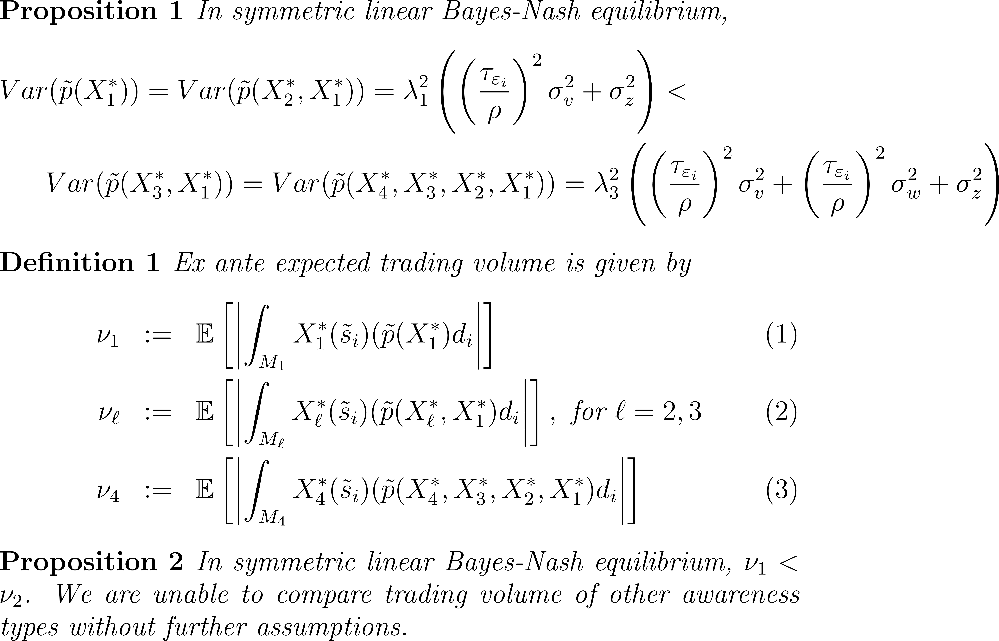 **Proposition 1** *In symmetric linear Bayes-Nash equilibrium,*
$Var(\tilde{p}(X_1^*)) = Var(\tilde{p}(X_2^*, X_1^*)) = \lambda_1^2 \left( \left( \frac{\tau_{\varepsilon_i}}{\rho} \right)^2 \sigma_v^2 + \sigma_z^2 \right) <$
$Var(\tilde{p}(X_3^*, X_1^*)) = Var(\tilde{p}(X_4^*, X_3^*, X_2^*, X_1^*)) = \lambda_3^2 \left( \left( \frac{\tau_{\varepsilon_i}}{\rho} \right)^2 \sigma_v^2 + \left( \frac{\tau_{\varepsilon_i}}{\rho} \right)^2 \sigma_w^2 + \sigma_z^2 \right)$
**Definition 1** *Ex ante expected trading volume is given by*
$\nu_1 := \mathbb{E} \left[ \left| \int_{M_1} X_1^*(\tilde{s}_i)(\tilde{p}(X_1^*) d_i \right| \right]$ (1)
$\nu_\ell := \mathbb{E} \left[ \left| \int_{M_\ell} X_\ell^*(\tilde{s}_i)(\tilde{p}(X_\ell^*, X_1^*) d_i \right| \right], \text{ for } \ell = 2, 3$ (2)
$\nu_4 := \mathbb{E} \left[ \left| \int_{M_4} X_4^*(\tilde{s}_i)(\tilde{p}(X_4^*, X_3^*, X_2^*, X_1^*) d_i \right| \right]$ (3)
**Proposition 2** *In symmetric linear Bayes-Nash equilibrium, $\nu_1 <$*
*$\nu_2$. We are unable to compare trading volume of other awareness*
*types without further assumptions.*